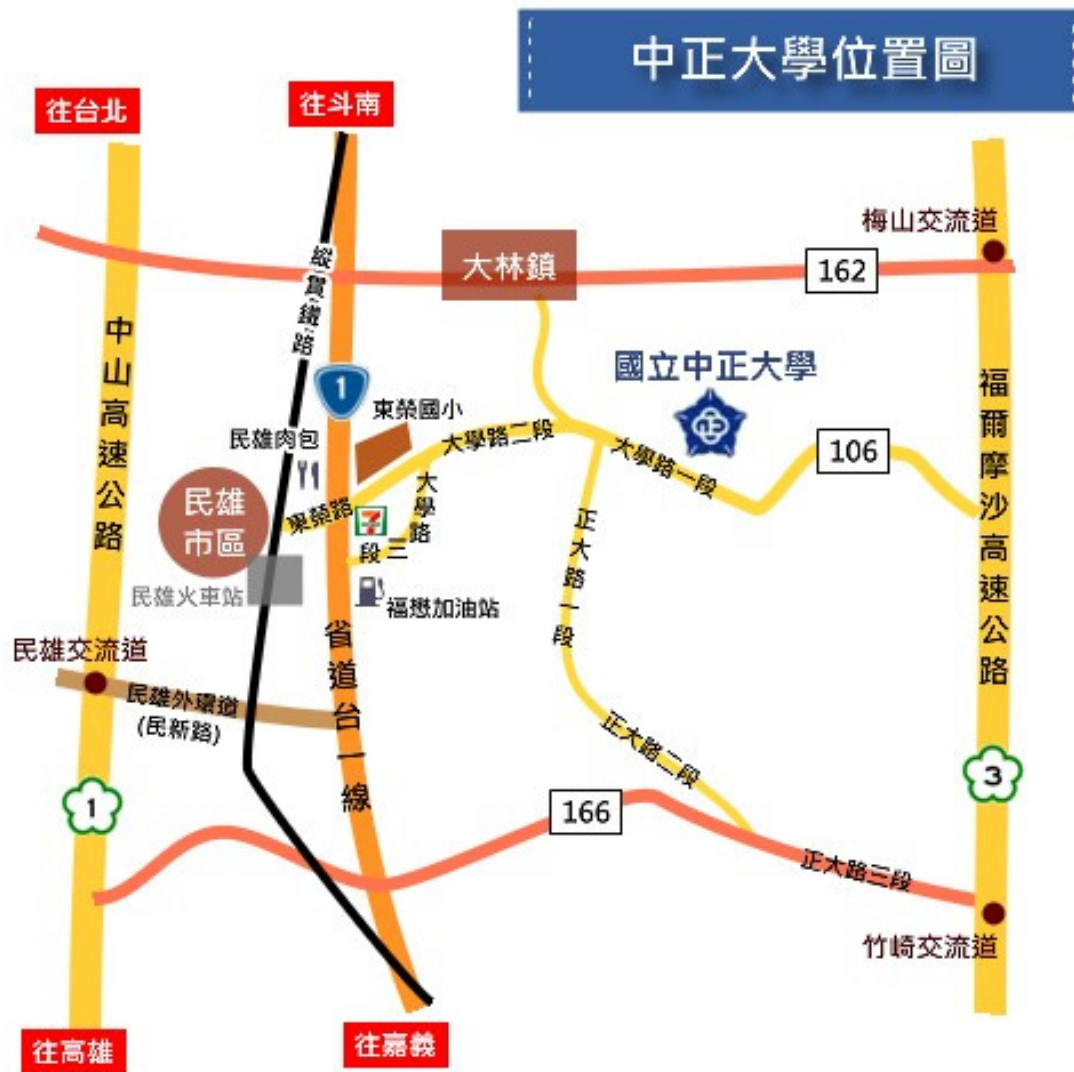 中正大學位置圖
往台北
往斗南
梅山交流道
大林鎮
162
縱貫鐵路
中山高速公路
1
國立中正大學
福爾摩沙高速公路
東榮國小
民雄肉包
大學路二段
大學路一段
106
民雄
市區
東榮路
7
ELEVEN
大學路三段
正大路一段
民雄火車站
福懋加油站
省道台1線
民雄交流道
民雄外環道
(民新路)
正大路二段
1
3
166
正大路三段
竹崎交流道
往高雄
往嘉義